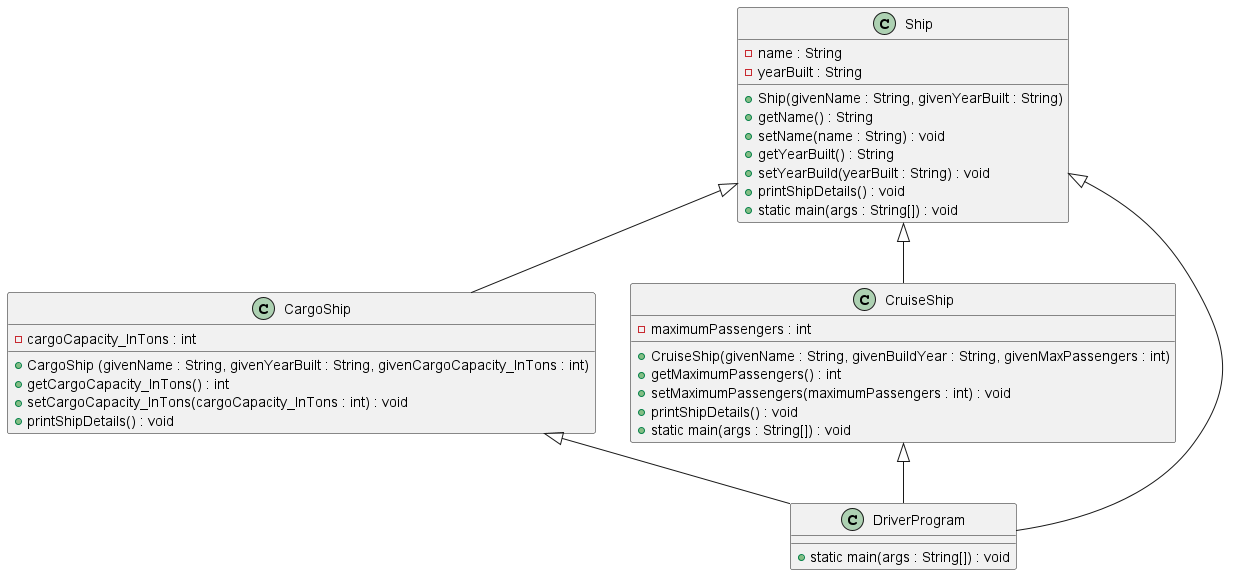 C Ship
name : String
yearBuilt : String
Ship(givenName : String, givenYearBuilt : String)
getName() : String
setName(name : String) : void
getYearBuilt() : String
setYearBuild(yearBuilt : String) : void
printShipDetails() : void
static main(args : String[]) : void
C CargoShip
cargoCapacity_InTons : int
CargoShip (givenName : String, givenYearBuilt : String, givenCargoCapacity_InTons : int)
getCargoCapacity_InTons() : int
setCargoCapacity_InTons(cargoCapacity_InTons : int) : void
printShipDetails() : void
C CruiseShip
maximumPassengers : int
CruiseShip(givenName : String, givenBuildYear : String, givenMaxPassengers : int)
getMaximumPassengers() : int
setMaximumPassengers(maximumPassengers : int) : void
printShipDetails() : void
static main(args : String[]) : void
C DriverProgram
static main(args : String[]) : void